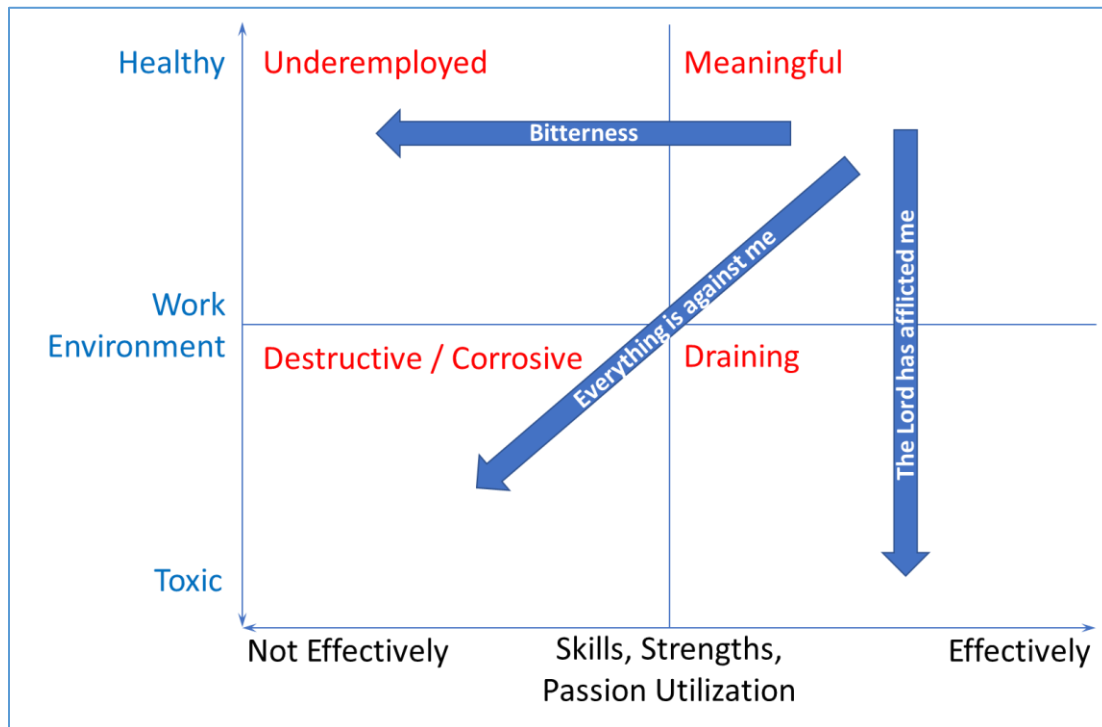 Healthy
Underemployed
Meaningful
Bitterness
Everything is against me
The Lord has afflicted me
Work
Environment
Destructive / Corrosive
Draining
Toxic
Not Effectively
Skills, Strengths,
Passion Utilization
Effectively